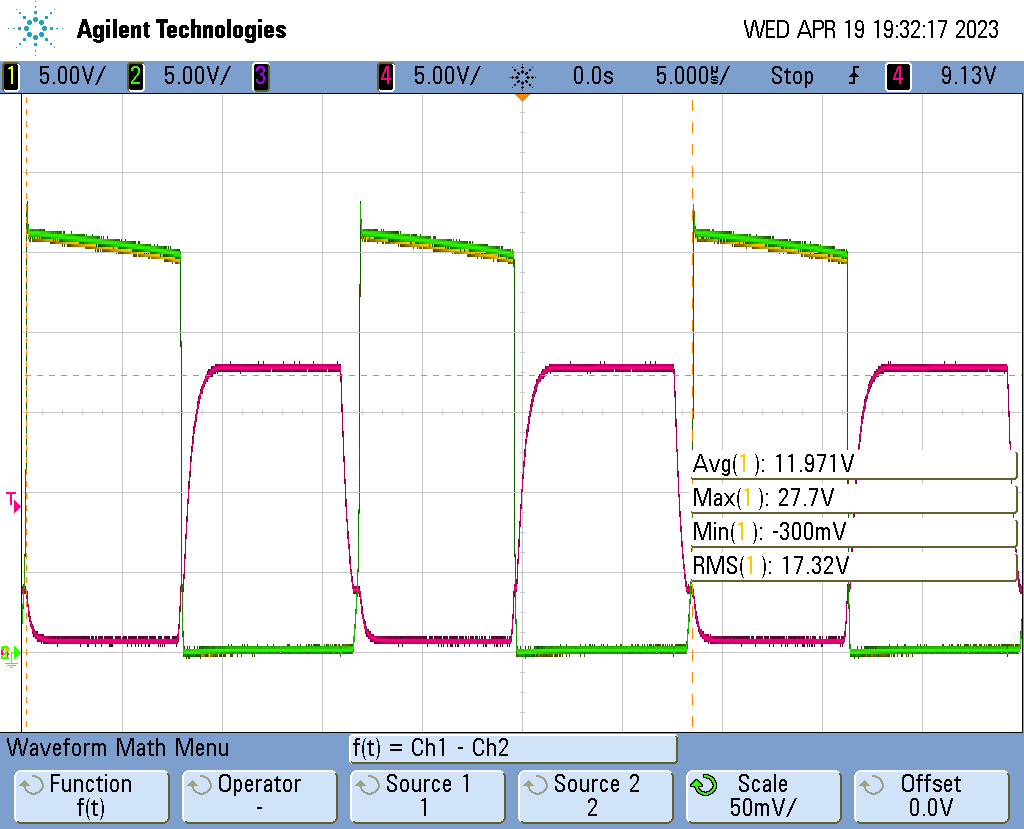 Agilent Technologies WED APR 19 19:32:17 2023
1 5.00V/ 2 5.00V/ 3 4 5.00V/ 0.0s 5.000µs/ Stop 4 9.13V
T
Avg(1): 11.971V
Max(1): 27.7V
Min(1): -300mV
RMS(1): 17.32V
Waveform Math Menu f(t) = Ch1 - Ch2
Function Operator Source 1 Source 2 Scale Offset
f(t) - 1 2 50mV/ 0.0V